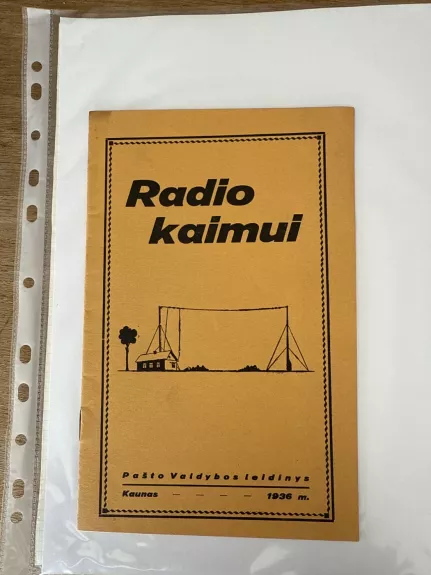 Radio
kaimui
Pašto Valdybos leidinys
Kaunas — — — — 1936 m.